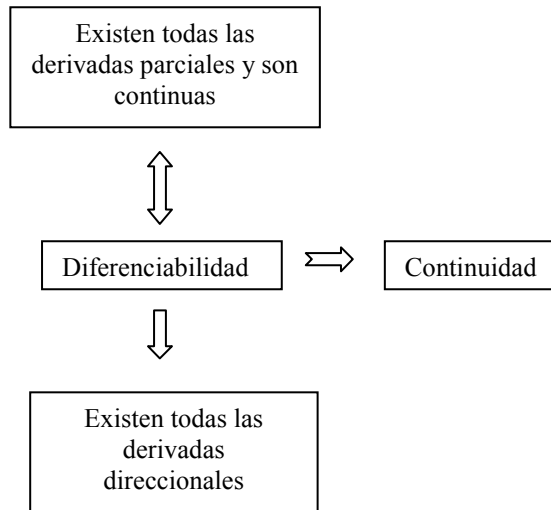 Existen todas las
derivadas parciales y son
continuas
Diferenciabilidad
Continuidad
Existen todas las
derivadas
direccionales